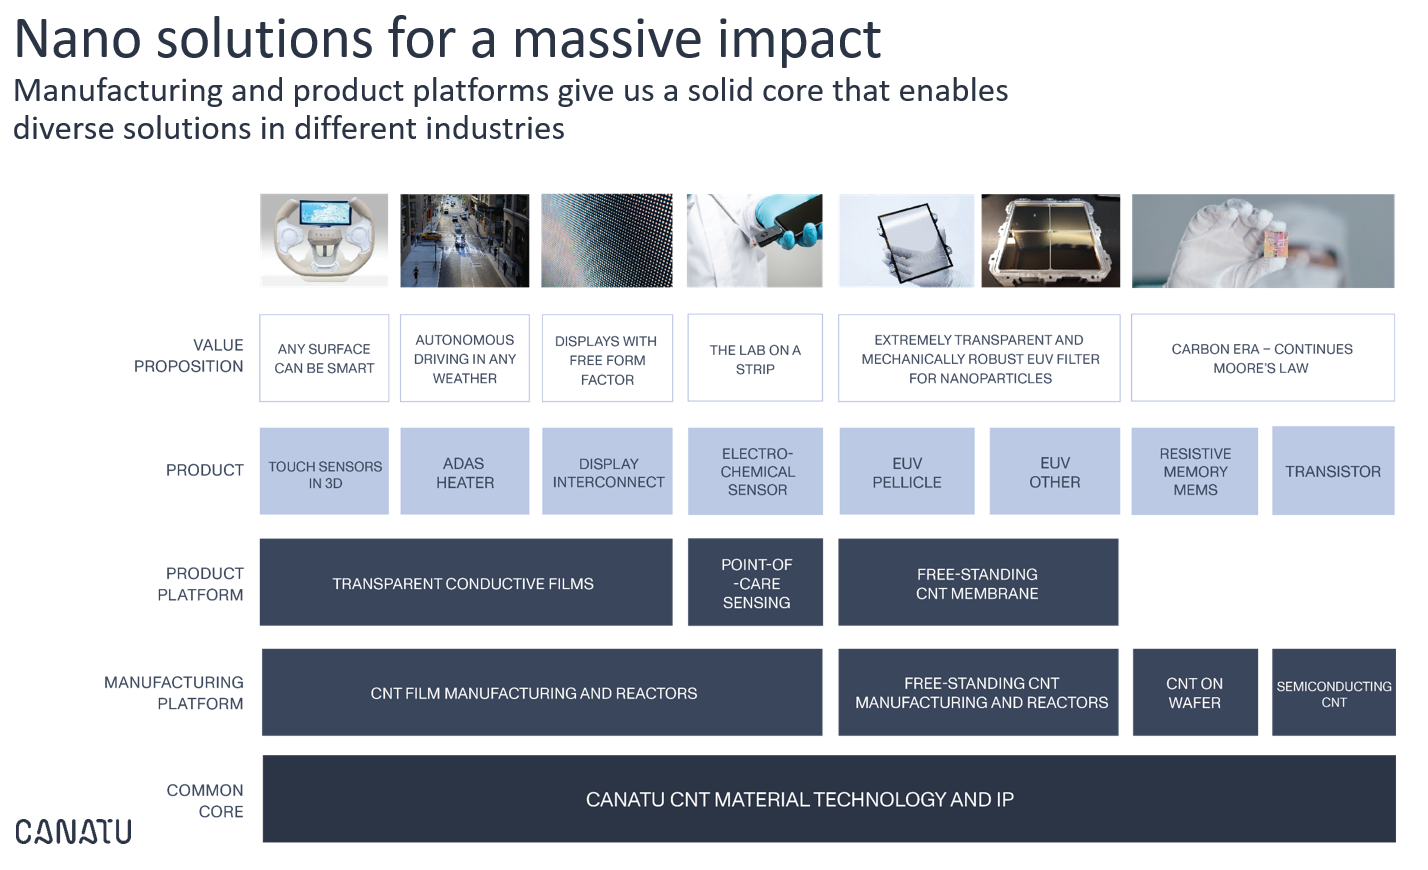 Nano solutions for a massive impact
Manufacturing and product platforms give us a solid core that enables
diverse solutions in different industries
VALUE
PROPOSITION
ANY SURFACE
CAN BE SMART
AUTONOMOUS
DRIVING IN ANY
WEATHER
DISPLAYS WITH
FREE FORM
FACTOR
THE LAB ON A
STRIP
EXTREMELY TRANSPARENT AND
MECHANICALLY ROBUST EUV FILTER
FOR NANOPARTICLES
CARBON ERA – CONTINUES
MOORE'S LAW
PRODUCT
TOUCH SENSORS
IN 3D
ADAS
HEATER
DISPLAY
INTERCONNECT
ELECTRO-
CHEMICAL
SENSOR
EUV
PELLICLE
EUV
OTHER
RESISTIVE
MEMORY
MEMS
TRANSISTOR
PRODUCT
PLATFORM
TRANSPARENT CONDUCTIVE FILMS
POINT-OF
-CARE
SENSING
FREE-STANDING
CNT MEMBRANE
MANUFACTURING
PLATFORM
CNT FILM MANUFACTURING AND REACTORS
FREE-STANDING CNT
MANUFACTURING AND REACTORS
CNT ON
WAFER
SEMICONDUCTING
CNT
COMMON
CORE
CANATU CNT MATERIAL TECHNOLOGY AND IP
CANATU